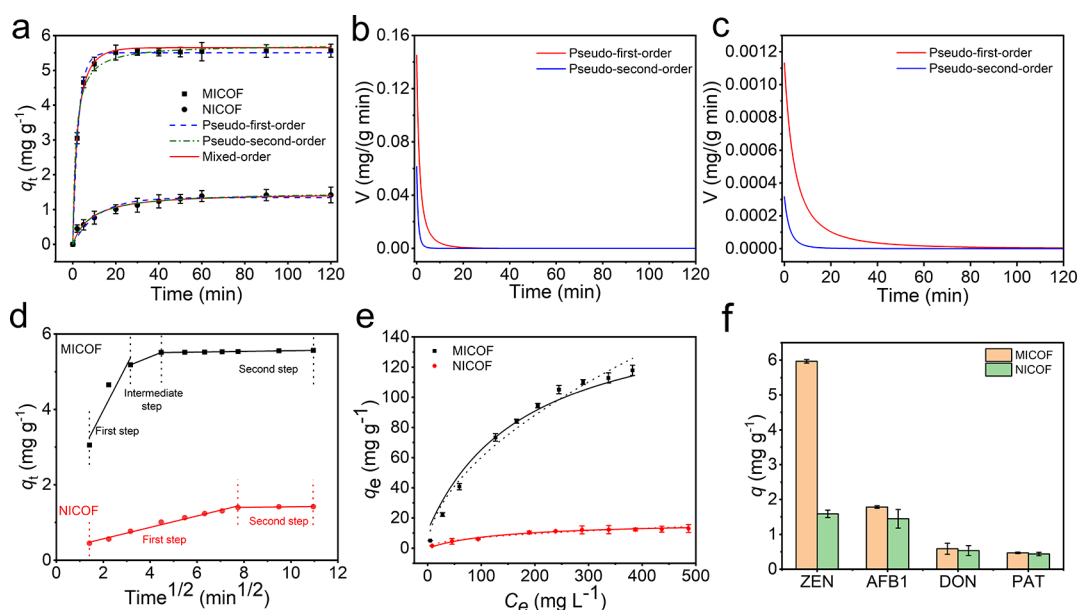 a
6
5
4
3
2
1
0
qt (mg g-1)
MICOF
NICOF
Pseudo-first-order
Pseudo-second-order
Mixed-order
0 20 40 60 80 100 120
Time (min)
b
0.16
0.12
0.08
0.04
0.00
V (mg/(g min))
Pseudo-first-order
Pseudo-second-order
0 20 40 60 80 100 120
Time (min)
c
0.0012
0.0010
0.0008
0.0006
0.0004
0.0002
0.0000
V (mg/(g min))
Pseudo-first-order
Pseudo-second-order
0 20 40 60 80 100 120
Time (min)
d
6
4
2
0
qt (mg g-1)
MICOF
First step
Intermediate
step
Second step
NICOF
First step
Second step
0 1 2 3 4 5 6 7 8 9 10 11 12
Time1/2 (min1/2)
e
140
120
100
80
60
40
20
0
qe (mg g-1)
MICOF
NICOF
0 100 200 300 400 500
Ce (mg L-1)
f
6
5
4
3
2
1
0
q (mg g-1)
MICOF
NICOF
ZEN AFB1 DON PAT